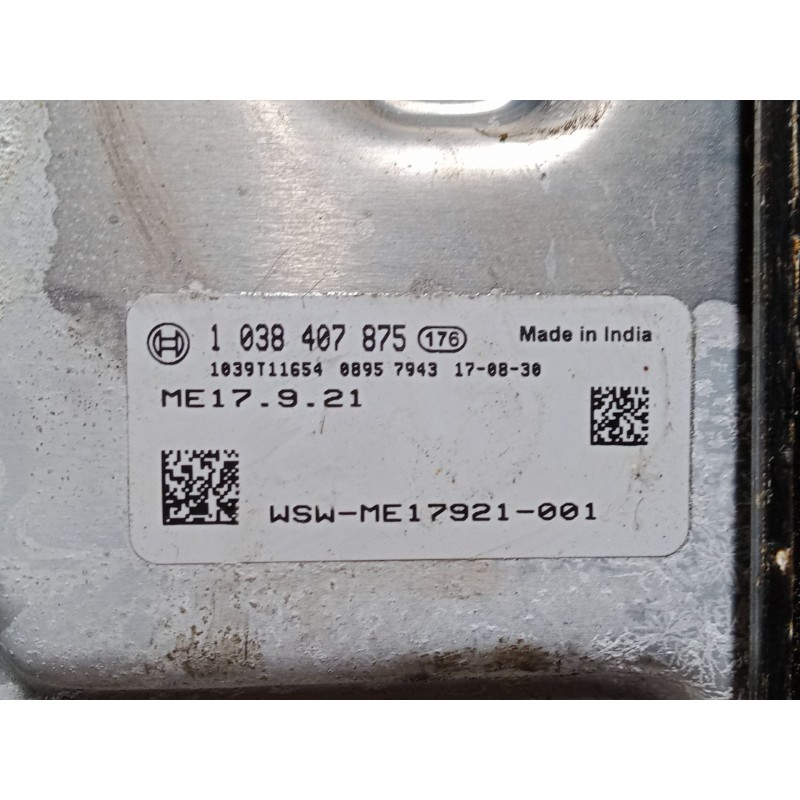 1 038 407 875 176 Made in India
1039T11654 0895 7943 17-08-30
ME17.9.21
WSW-ME17921-001